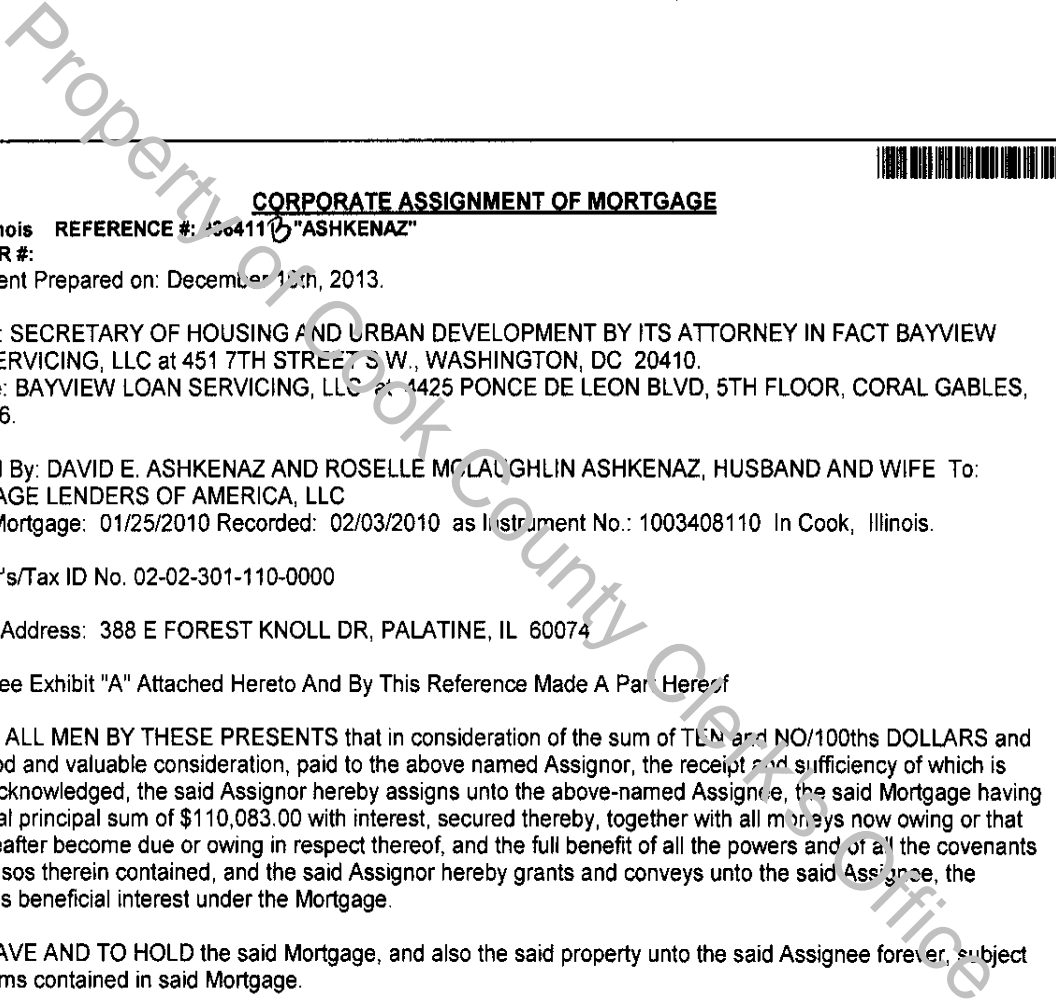 CORPORATE ASSIGNMENT OF MORTGAGE
nois REFERENCE #: "ASHKENAZ"
R #:
ent Prepared on: December , 2013.
: SECRETARY OF HOUSING AND URBAN DEVELOPMENT BY ITS ATTORNEY IN FACT BAYVIEW
ERVICING, LLC at 451 7TH STREET S.W., WASHINGTON, DC 20410.
: BAYVIEW LOAN SERVICING, LLC at 4425 PONCE DE LEON BLVD, 5TH FLOOR, CORAL GABLES,
6.
By: DAVID E. ASHKENAZ AND ROSELLE MCLAUGHLIN ASHKENAZ, HUSBAND AND WIFE To:
AGE LENDERS OF AMERICA, LLC
Mortgage: 01/25/2010 Recorded: 02/03/2010 as Instrument No.: 1003408110 In Cook, Illinois.
's/Tax ID No. 02-02-301-110-0000
Address: 388 E FOREST KNOLL DR, PALATINE, IL 60074
ee Exhibit "A" Attached Hereto And By This Reference Made A Part Hereof
ALL MEN BY THESE PRESENTS that in consideration of the sum of TEN and NO/100ths DOLLARS and
od and valuable consideration, paid to the above named Assignor, the receipt and sufficiency of which is
cknowledged, the said Assignor hereby assigns unto the above-named Assignee, the said Mortgage having
al principal sum of $110,083.00 with interest, secured thereby, together with all moneys now owing or that
eafter become due or owing in respect thereof, and the full benefit of all the powers and of all the covenants
sos therein contained, and the said Assignor hereby grants and conveys unto the said Assignee, the
s beneficial interest under the Mortgage.
AVE AND TO HOLD the said Mortgage, and also the said property unto the said Assignee forever, subject
ms contained in said Mortgage.
Property of Cook County Clerk's Office